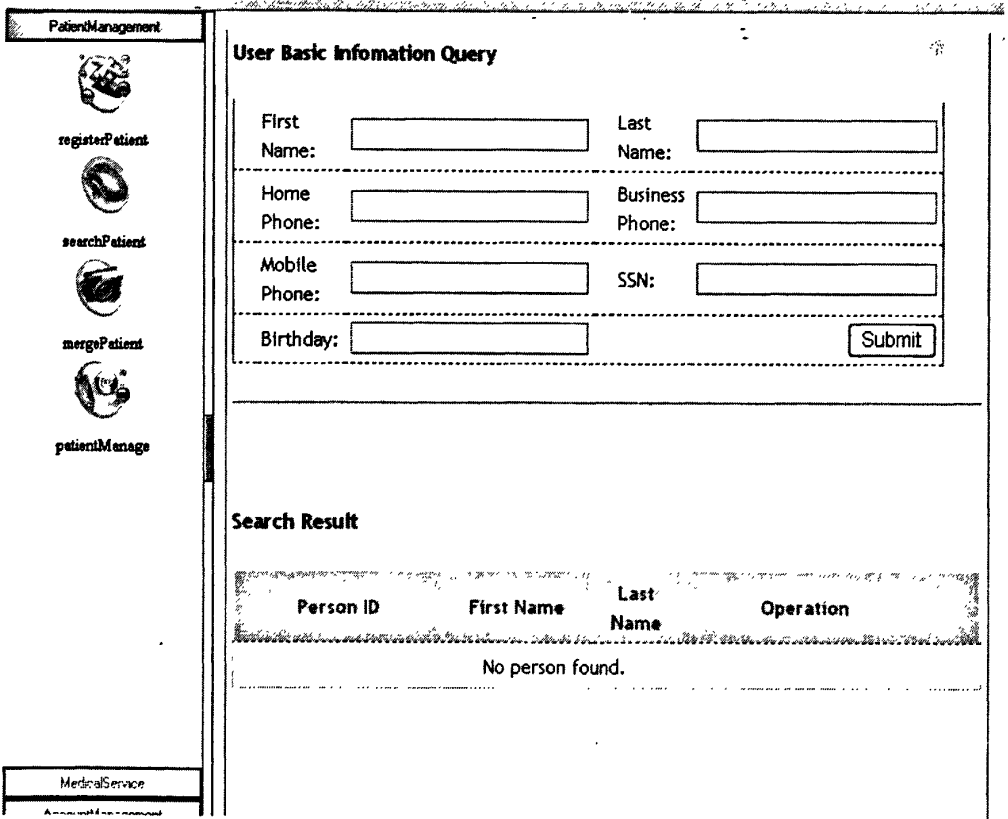 PatientManagement
registerPatient
searchPatient
mergePatient
patientManage
MedicalService
AccountManagement
User Basic Infomation Query
First Name:
Last Name:
Home Phone:
Business Phone:
Mobile Phone:
SSN:
Birthday:
Submit
Search Result
Person ID
First Name
Last Name
Operation
No person found.